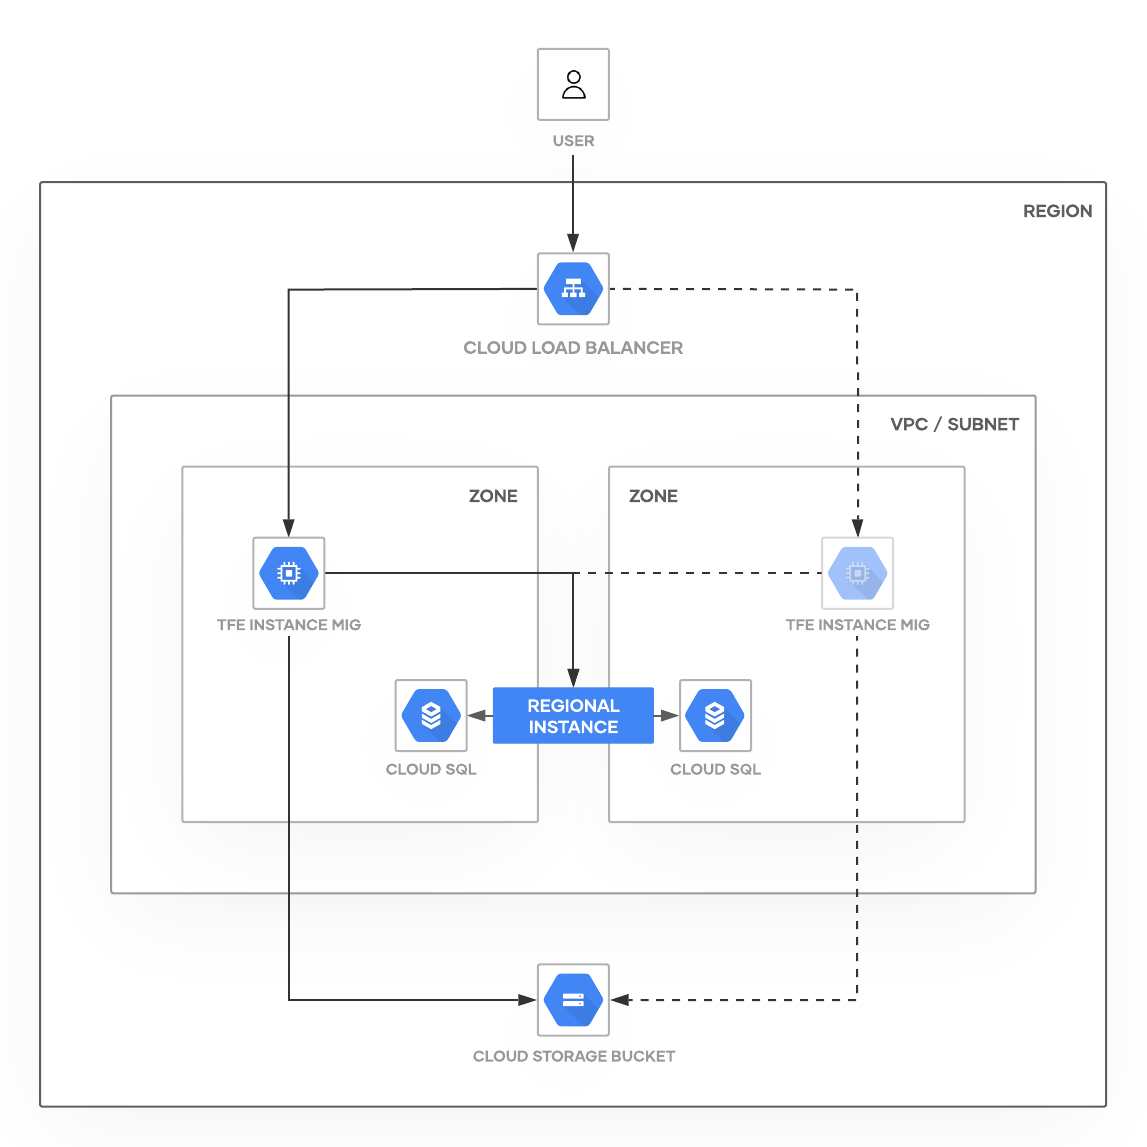 USER
REGION
CLOUD LOAD BALANCER
VPC / SUBNET
ZONE
ZONE
TFE INSTANCE MIG
TFE INSTANCE MIG
REGIONAL
INSTANCE
CLOUD SQL
CLOUD SQL
CLOUD STORAGE BUCKET